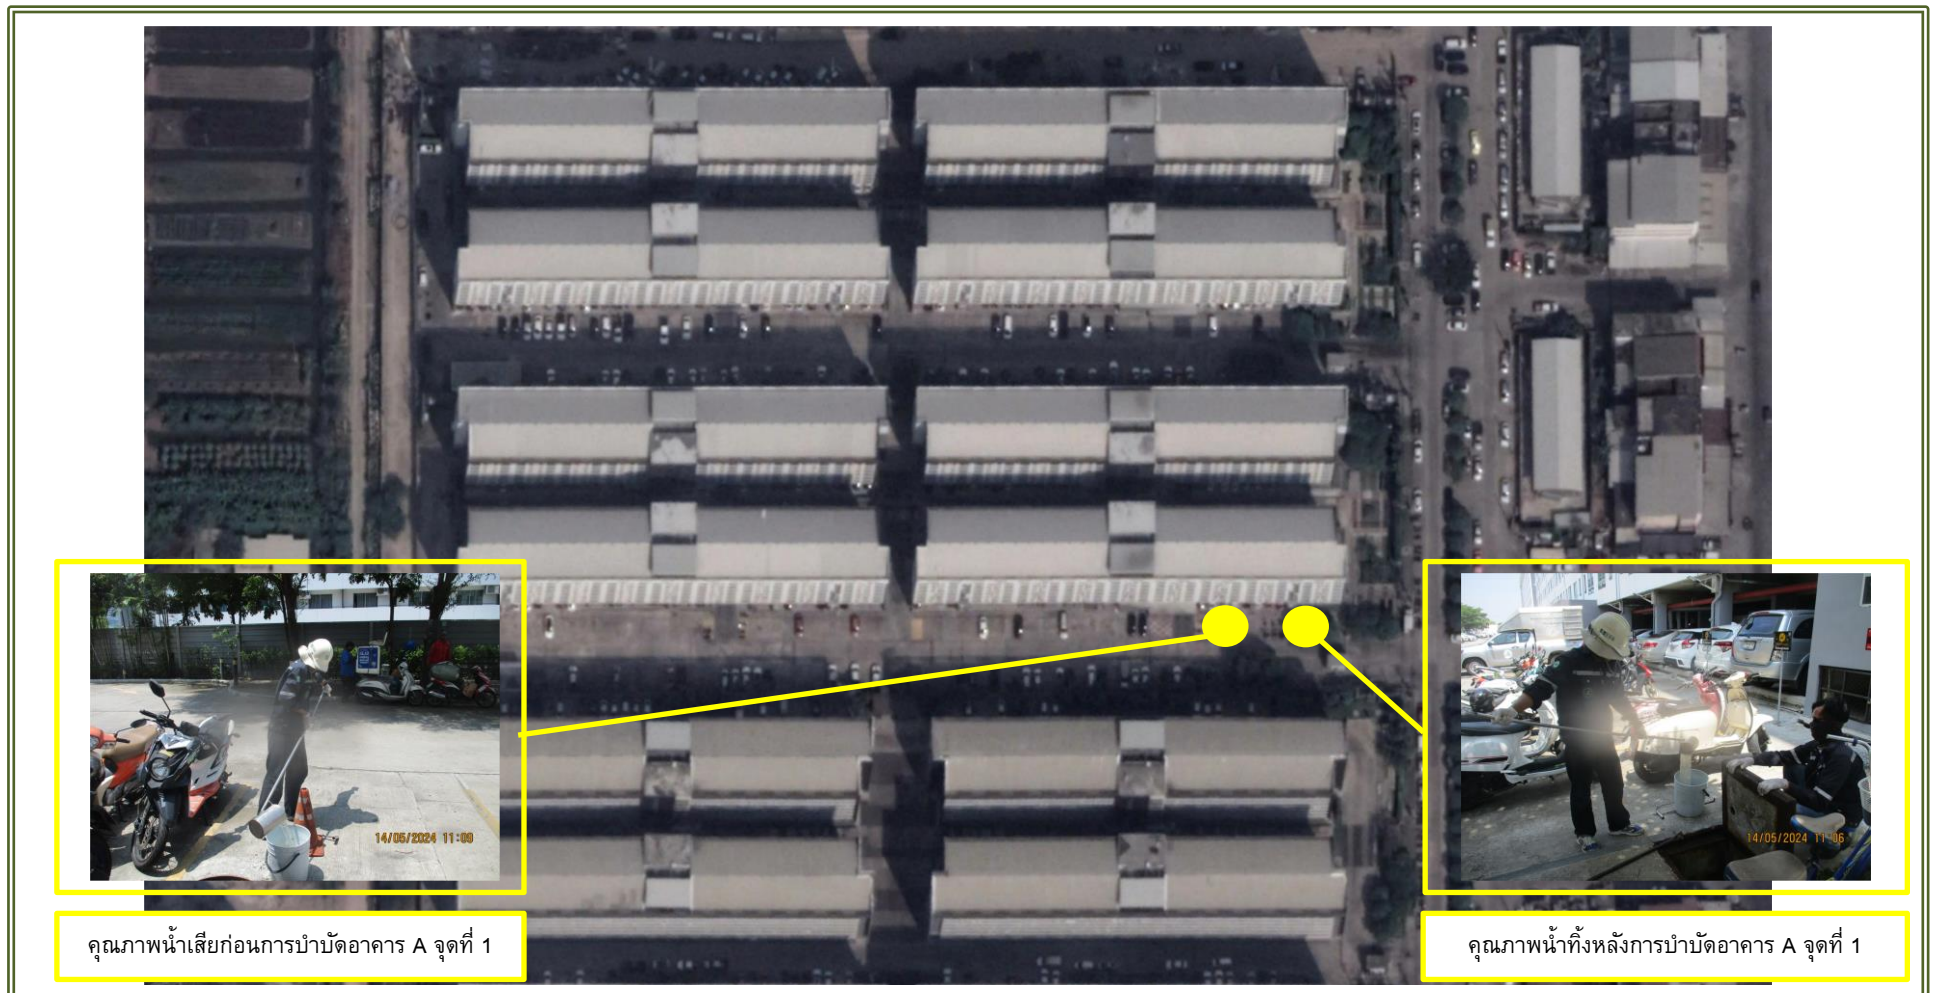 14/05/2024 11:09
14/05/2024 11:06
คุณภาพน้ำเสียก่อนการบำบัดอาคาร A จุดที่ 1
คุณภาพน้ำทิ้งหลังการบำบัดอาคาร A จุดที่ 1